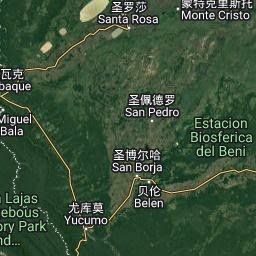 圣罗莎
Santa Rosa
蒙特克里斯托
Monte Cristo
瓦克
baque
Miguel
Bala
圣佩德罗
San Pedro
Estacion
Biosferica
del Beni
圣博尔哈
San Borja
贝伦
Belen
Lajas
ebous
ory Park
and...
尤库莫
Yucumo